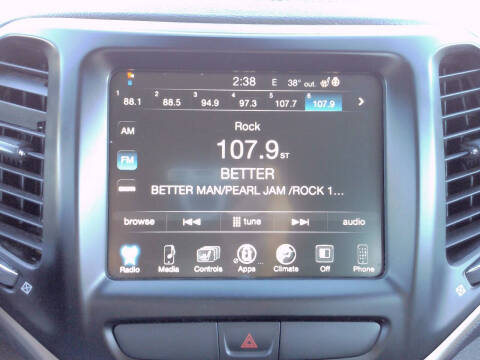 2:38 E 38° out.
1 2 3 4 5 6
88.1 88.5 94.9 97.3 107.7 107.9
AM
FM
Rock
107.9 ST
BETTER
BETTER MAN/PEARL JAM /ROCK 1...
browse tune audio
Radio Media Controls Apps Climate Off Phone